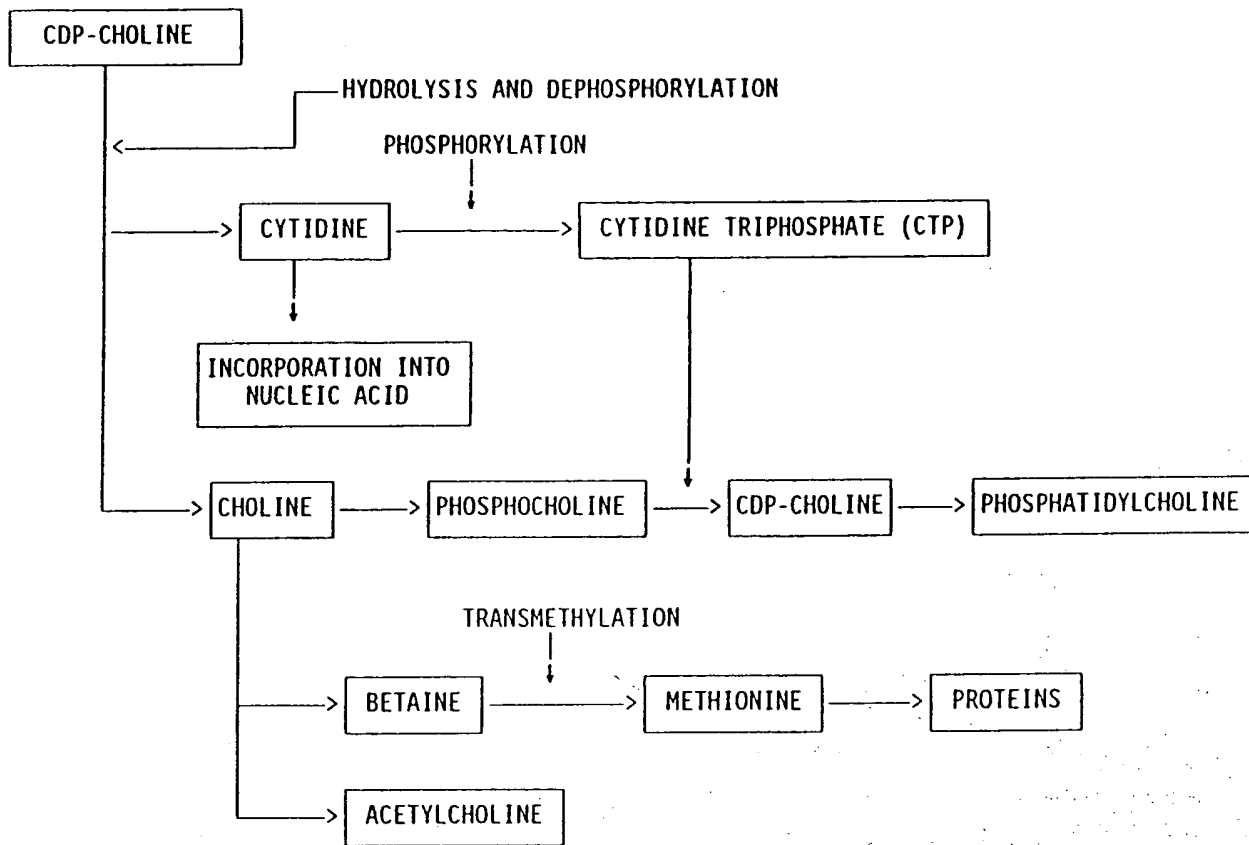 CDP-CHOLINE
HYDROLYSIS AND DEPHOSPHORYLATION
PHOSPHORYLATION
CYTIDINE
CYTIDINE TRIPHOSPHATE (CTP)
INCORPORATION INTO
NUCLEIC ACID
CHOLINE
PHOSPHOCHOLINE
CDP-CHOLINE
PHOSPHATIDYLCHOLINE
TRANSMETHYLATION
BETAINE
METHIONINE
PROTEINS
ACETYLCHOLINE